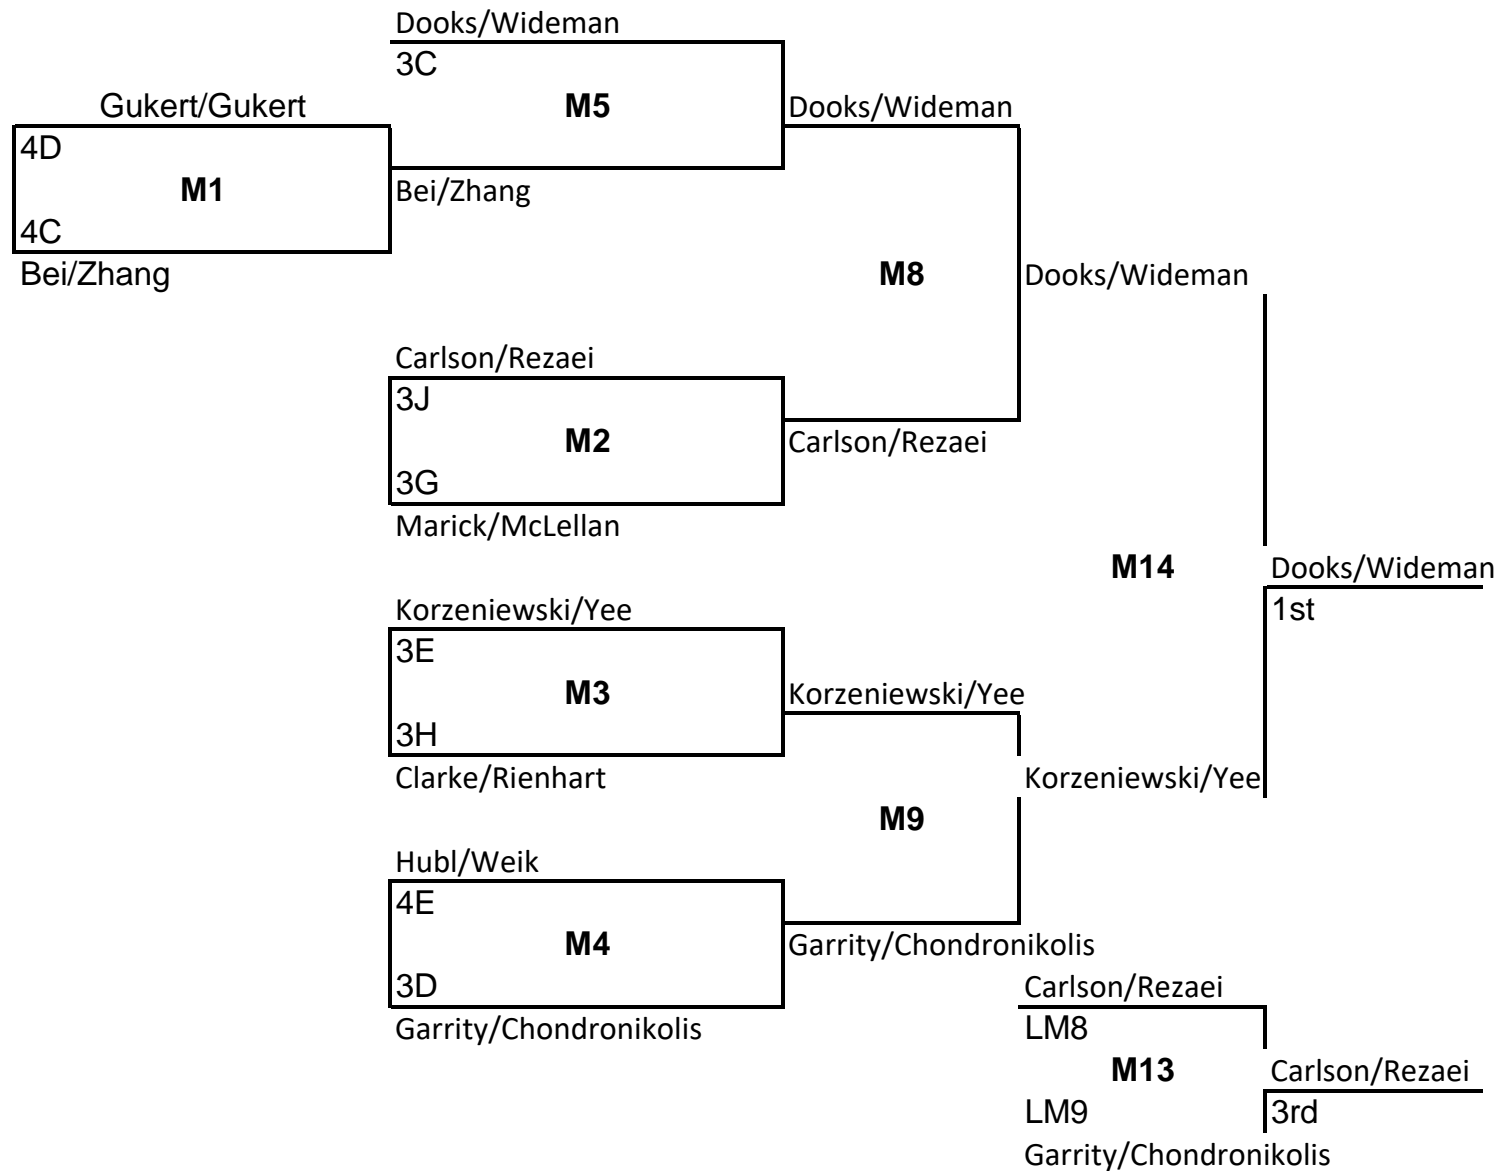 Dooks/Wideman
3C
Gukert/Gukert
M5
Dooks/Wideman
4D
M1
Bei/Zhang
4C
Bei/Zhang
M8
Dooks/Wideman
Carlson/Rezaei
3J
M2
Carlson/Rezaei
3G
Marick/McLellan
M14
Dooks/Wideman
Korzeniewski/Yee
1st
3E
M3
Korzeniewski/Yee
3H
Clarke/Rienhart
Korzeniewski/Yee
M9
Hubl/Weik
4E
M4
Garrity/Chondronikolis
3D
Carlson/Rezaei
Garrity/Chondronikolis
LM8
M13
Carlson/Rezaei
LM9
3rd
Garrity/Chondronikolis